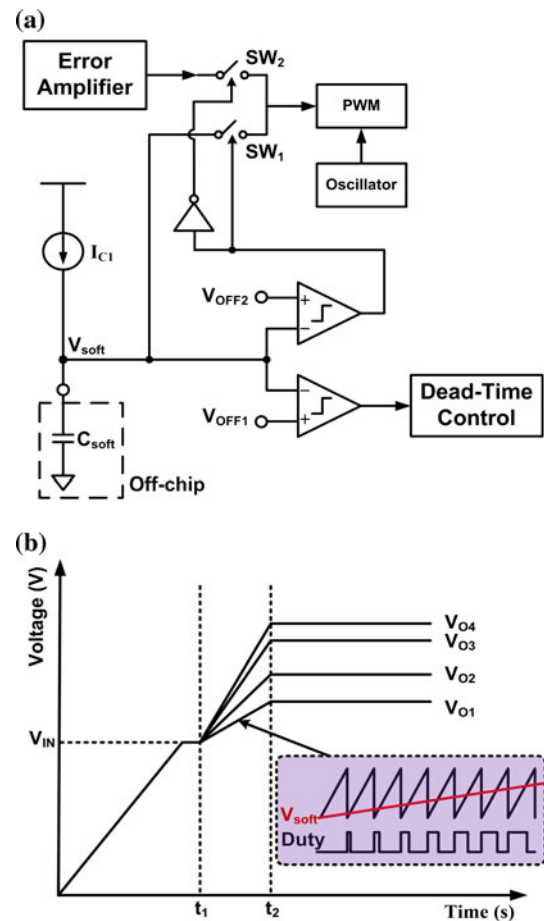 (a)
Error
Amplifier
SW2
SW1
PWM
Oscillator
IC1
VOFF2
+
−
Vsoft
−
VOFF1
+
Dead-Time
Control
Csoft
Off-chip
(b)
Voltage (V)
VO4
VO3
VO2
VO1
VIN
Vsoft
Duty
t1
t2
Time (s)